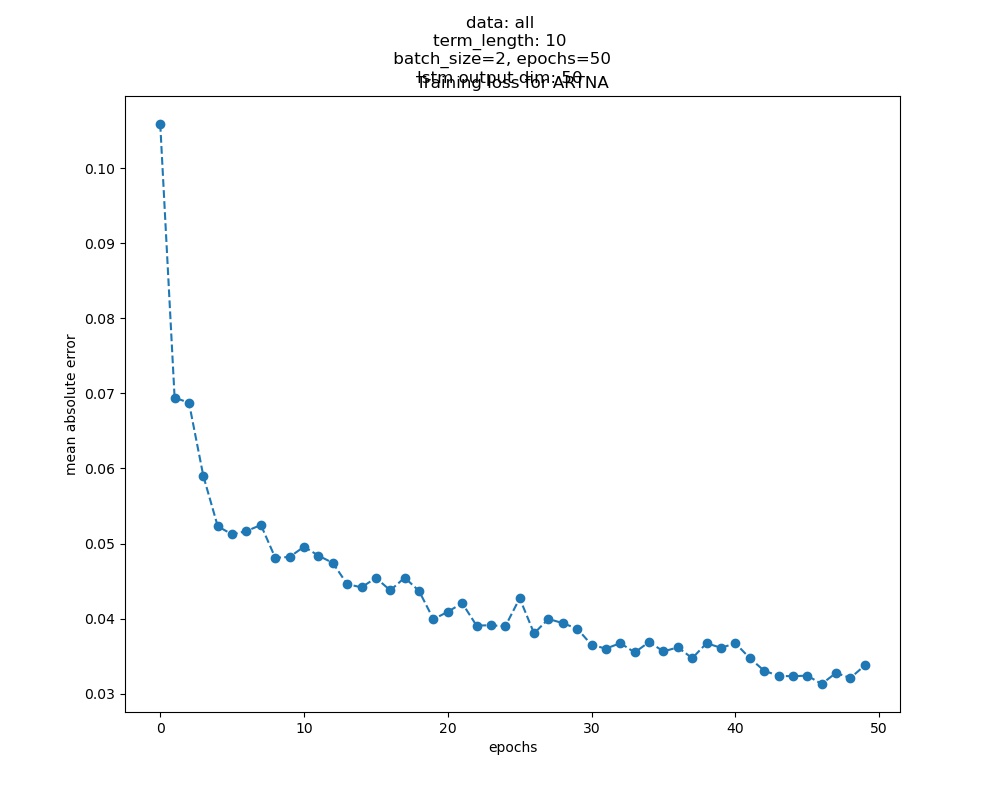 data: all
term_length: 10
batch_size=2, epochs=50
lstm output dim: 50
Training loss for ARTNA
0.10
0.09
0.08
0.07
0.06
0.05
0.04
0.03
mean absolute error
0 10 20 30 40 50
epochs